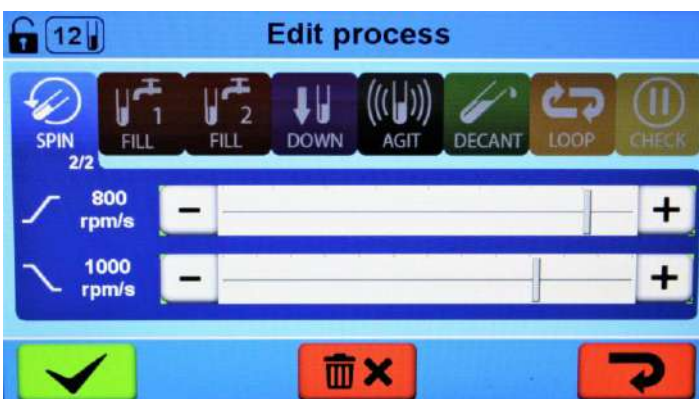 12
Edit process
SPIN
FILL 1
FILL 2
DOWN
AGIT
DECANT
LOOP
CHECK
2/2
800
rpm/s
- +
1000
rpm/s
- +